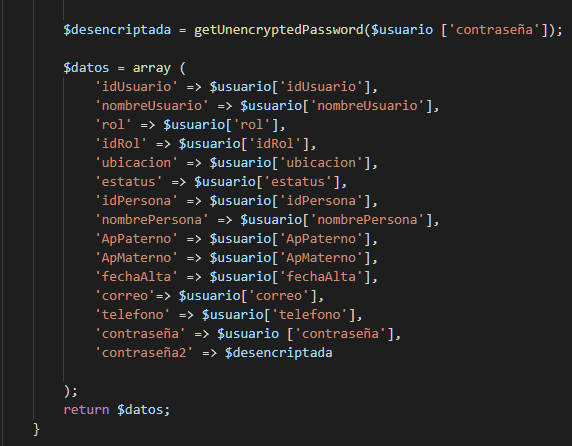 $desencriptada = getUnencryptedPassword($usuario ['contraseña']);
$datos = array (
'idUsuario' => $usuario['idUsuario'],
'nombreUsuario' => $usuario['nombreUsuario'],
'rol' => $usuario['rol'],
'idRol' => $usuario['idRol'],
'ubicacion' => $usuario['ubicacion'],
'estatus' => $usuario['estatus'],
'idPersona' => $usuario['idPersona'],
'nombrePersona' => $usuario['nombrePersona'],
'ApPaterno' => $usuario['ApPaterno'],
'ApMaterno' => $usuario['ApMaterno'],
'fechaAlta' => $usuario['fechaAlta'],
'correo'=> $usuario['correo'],
'telefono' => $usuario['telefono'],
'contraseña' => $usuario ['contraseña'],
'contraseña2' => $desencriptada
);
return $datos;
}